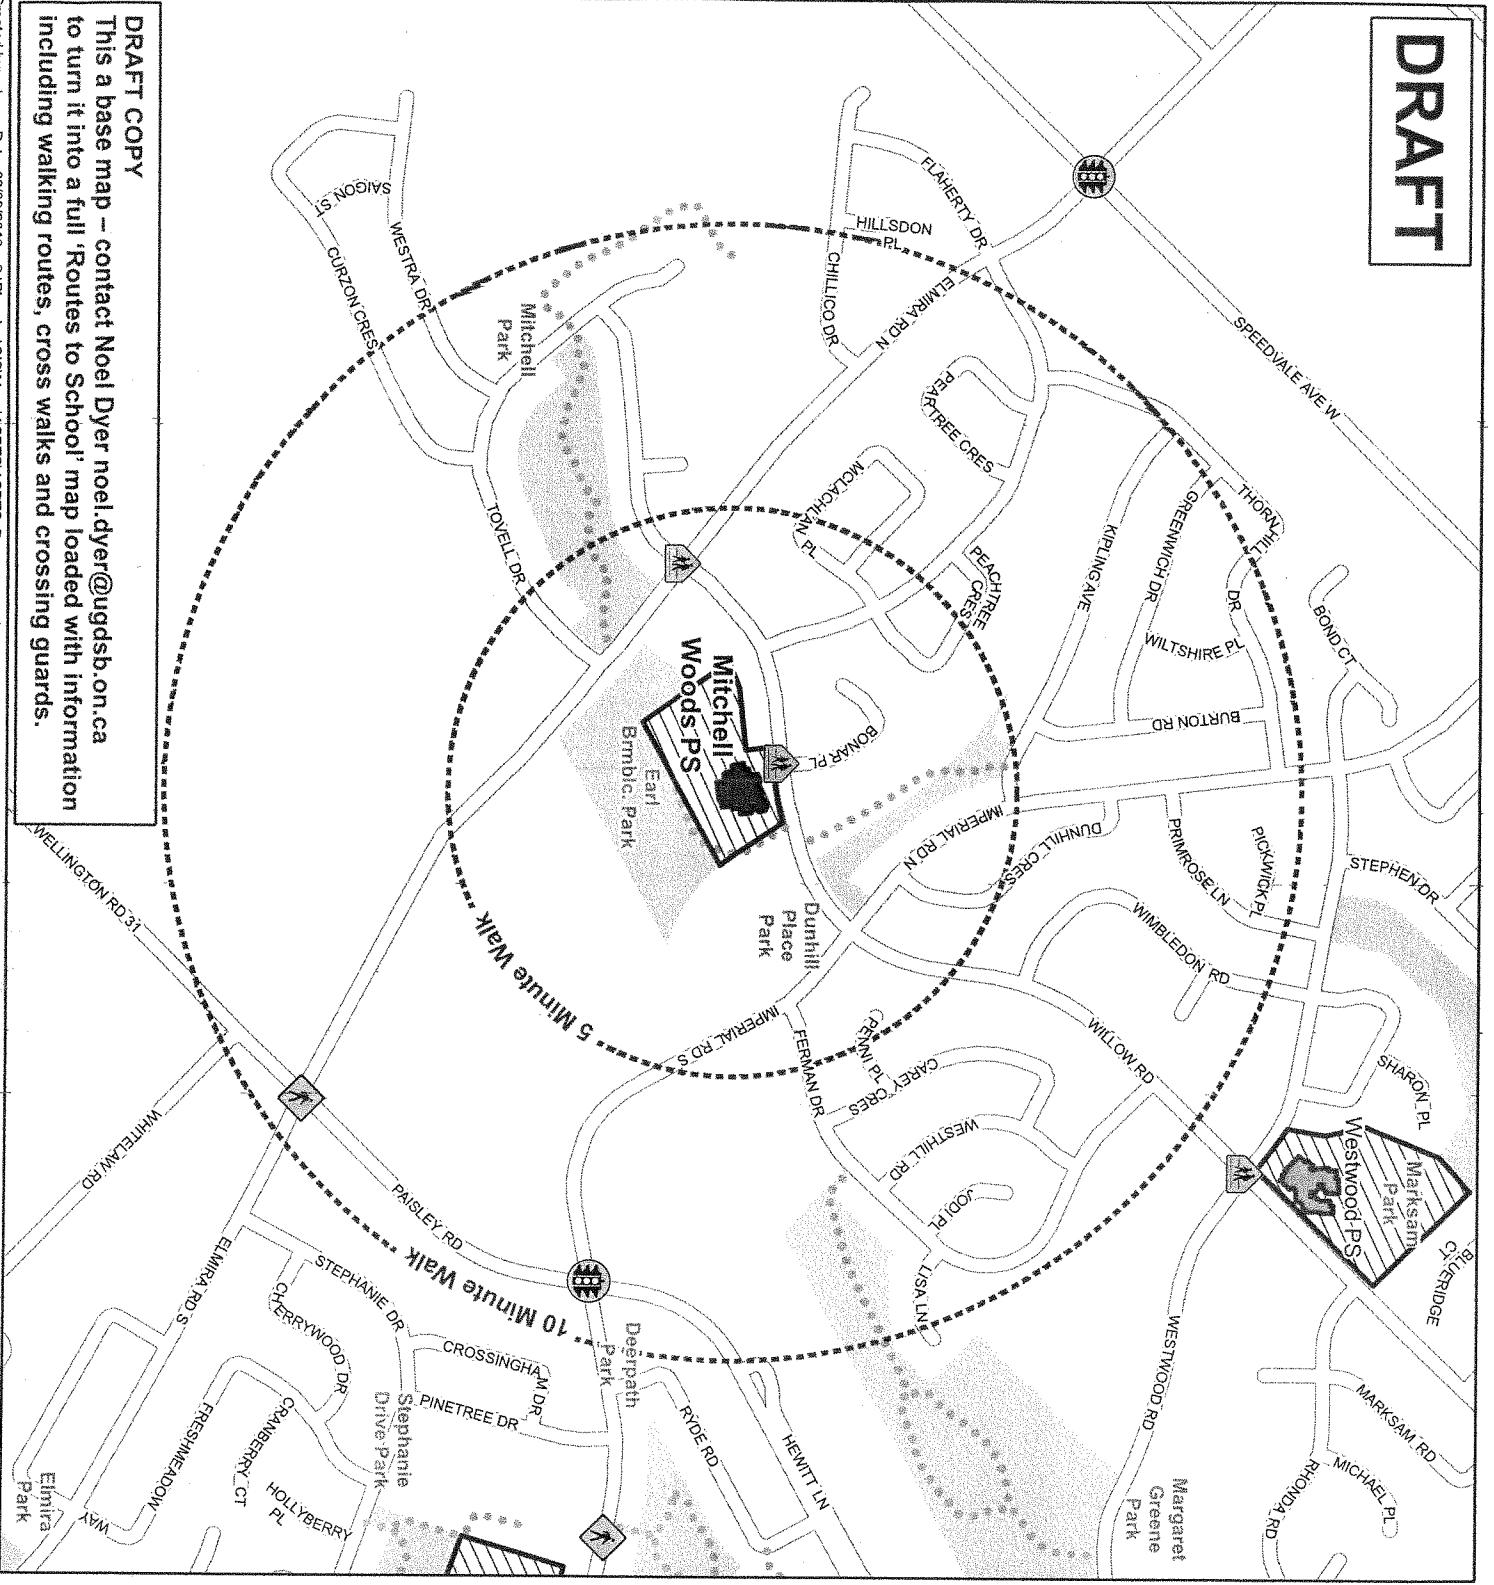 DRAFT
SPEEDVALE AVE W
FLAHERTY DR
HILLSDON
PL
CHILLICO DR
ELMIRA RD N
SAIGON ST
WESTRA DR
CURZON CRES
Mitchell
Park
TOVELL DR
PEARTREE CRES
MCLACHLAN PL
PEACHTREE
CRES
KIPLING AVE
GREENWICH DR
THORNHILL
DR
WILTSHIRE PL
BURTON RD
BOND CT
BONAR PL
Mitchell
Woods PS
Earl
Brmblc. Park
IMPERIAL RD N
DUNHILL CRES
PRIMROSE LN
PICKWICK PL
STEPHEN DR
WIMBLEDON RD
Dunhill
Place
Park
5 Minute Walk
IMPERIAL RD S
FERMAN DR
PENNI PL
CAREY CRES
WILLOW RD
WESTHILL RD
JODI PL
LISA LN
SHARON PL
Marksam
Park
Westwood PS
BLUERIDGE
CT
WESTWOOD RD
MARKSAM RD
MICHAEL PL
RHONDA RD
Margaret
Greene
Park
WELLINGTON RD 31
WHITELAW RD
PAISLEY RD
10 Minute Walk
ELMIRA RD S
STEPHANIE DR
CHERRYWOOD DR
CROSSINGHAM DR
PINETREE DR
Deerpath
Park
RYDE RD
HEWITT LN
Stephanie
Drive Park
CRANBERRY CT
FRESHMEADOW
WAY
HOLLYBERRY
PL
Elmira
Park
DRAFT COPY
This a base map – contact Noel Dyer noel.dyer@ugdsb.on.ca
to turn it into a full 'Routes to School' map loaded with information
including walking routes, cross walks and crossing guards.